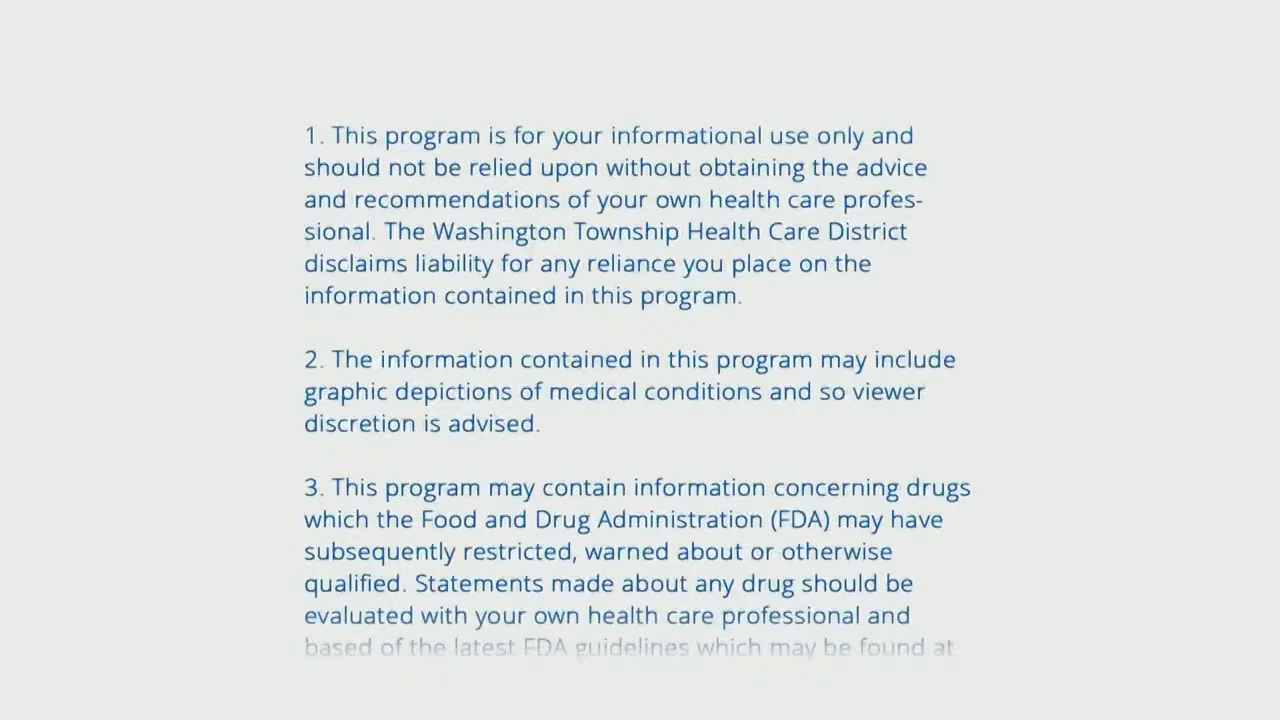 1. This program is for your informational use only and
should not be relied upon without obtaining the advice
and recommendations of your own health care profes-
sional. The Washington Township Health Care District
disclaims liability for any reliance you place on the
information contained in this program.
2. The information contained in this program may include
graphic depictions of medical conditions and so viewer
discretion is advised.
3. This program may contain information concerning drugs
which the Food and Drug Administration (FDA) may have
subsequently restricted, warned about or otherwise
qualified. Statements made about any drug should be
evaluated with your own health care professional and
based of the latest FDA guidelines which may be found at